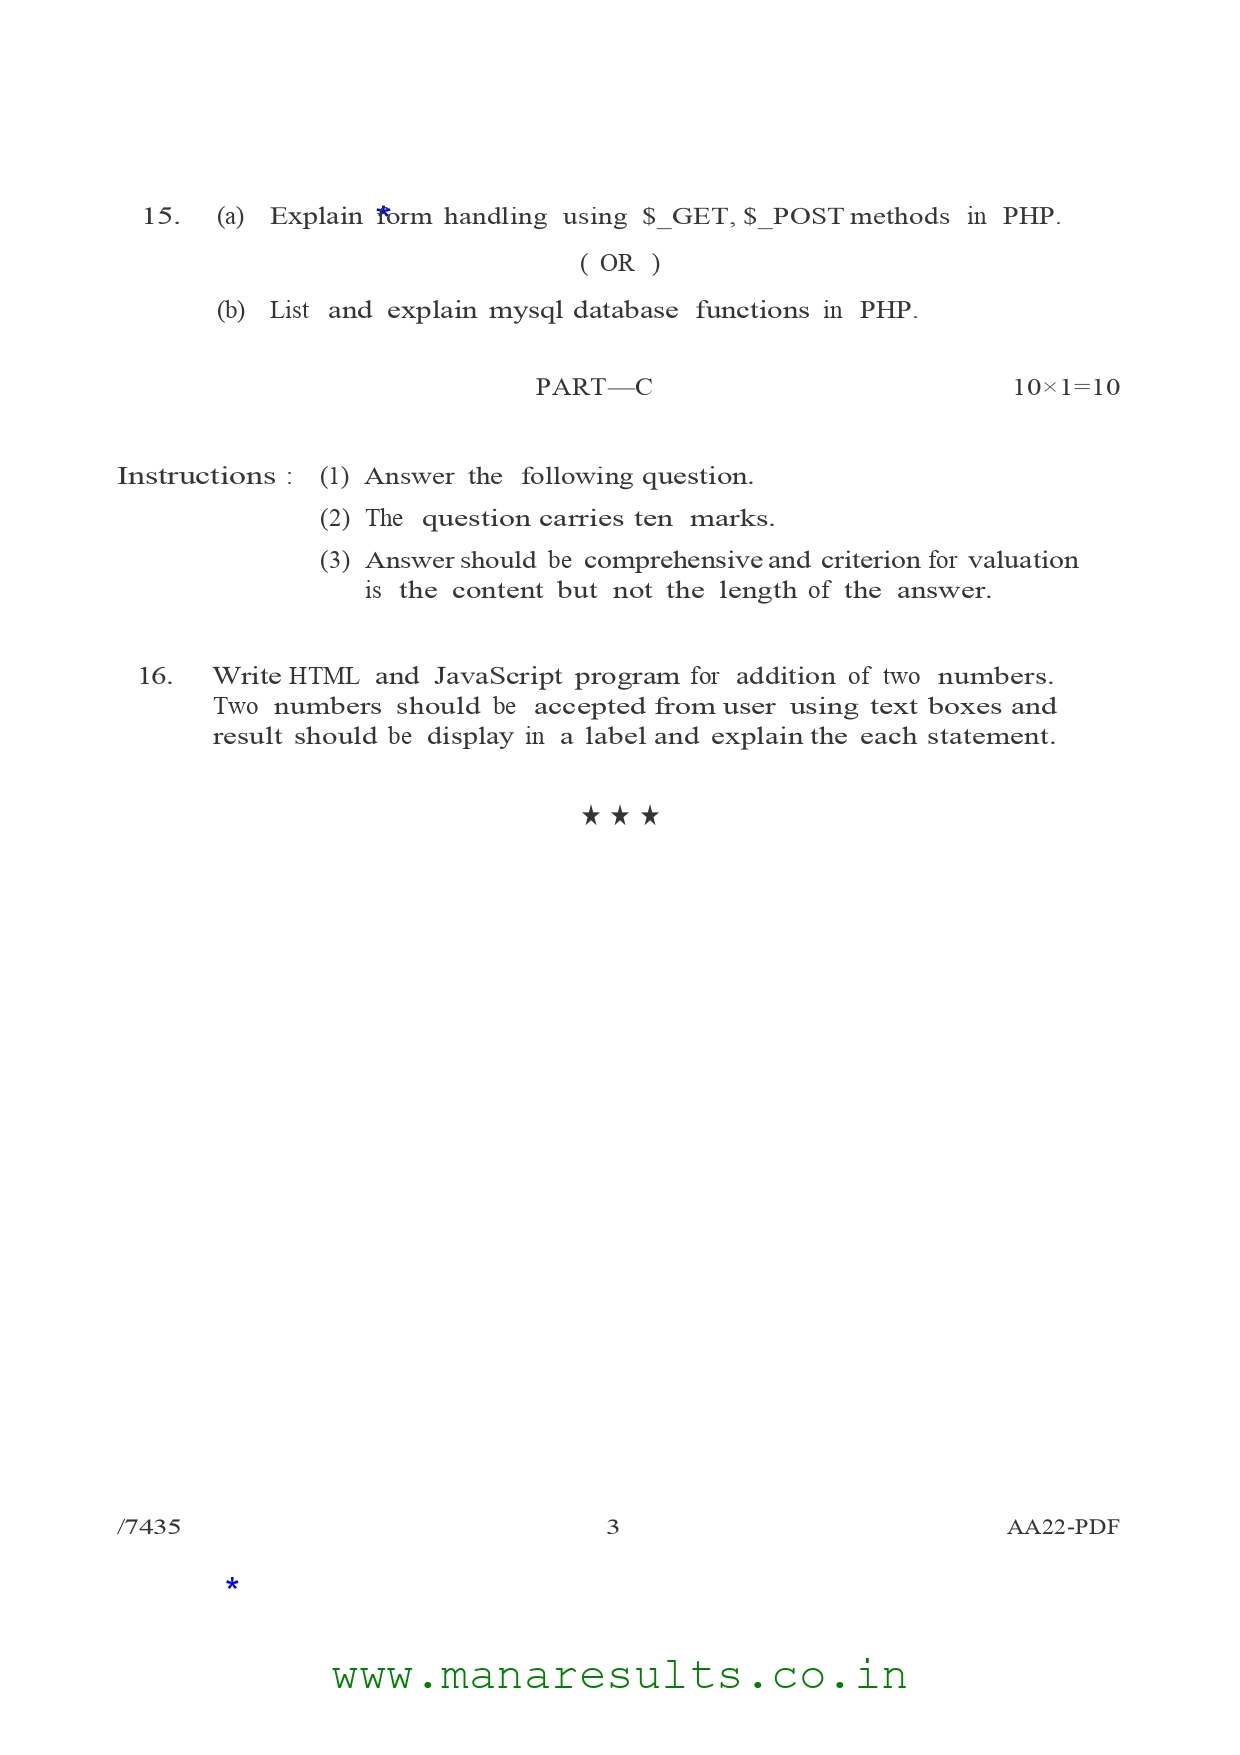 15. (a) Explain form handling using $_GET, $_POST methods in PHP.
( OR )
(b) List and explain mysql database functions in PHP.
PART—C 10×1=10
Instructions : (1) Answer the following question.
(2) The question carries ten marks.
(3) Answer should be comprehensive and criterion for valuation
is the content but not the length of the answer.
16. Write HTML and JavaScript program for addition of two numbers.
Two numbers should be accepted from user using text boxes and
result should be display in a label and explain the each statement.
★ ★ ★
/7435 3 AA22-PDF
*
www.manaresults.co.in